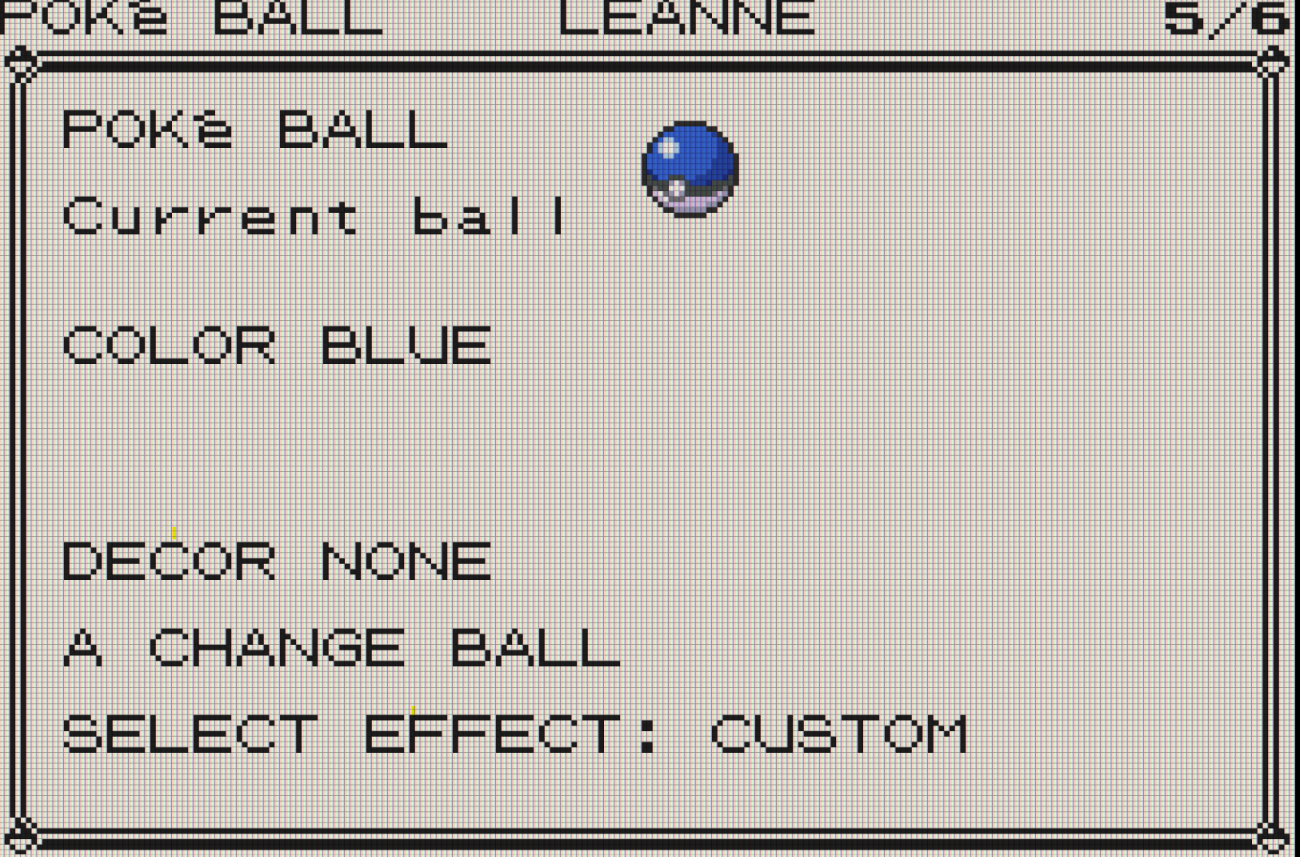 POKé BALL LEANNE 5/6
POKé BALL
Current ball
COLOR BLUE
DECOR NONE
A CHANGE BALL
SELECT EFFECT: CUSTOM